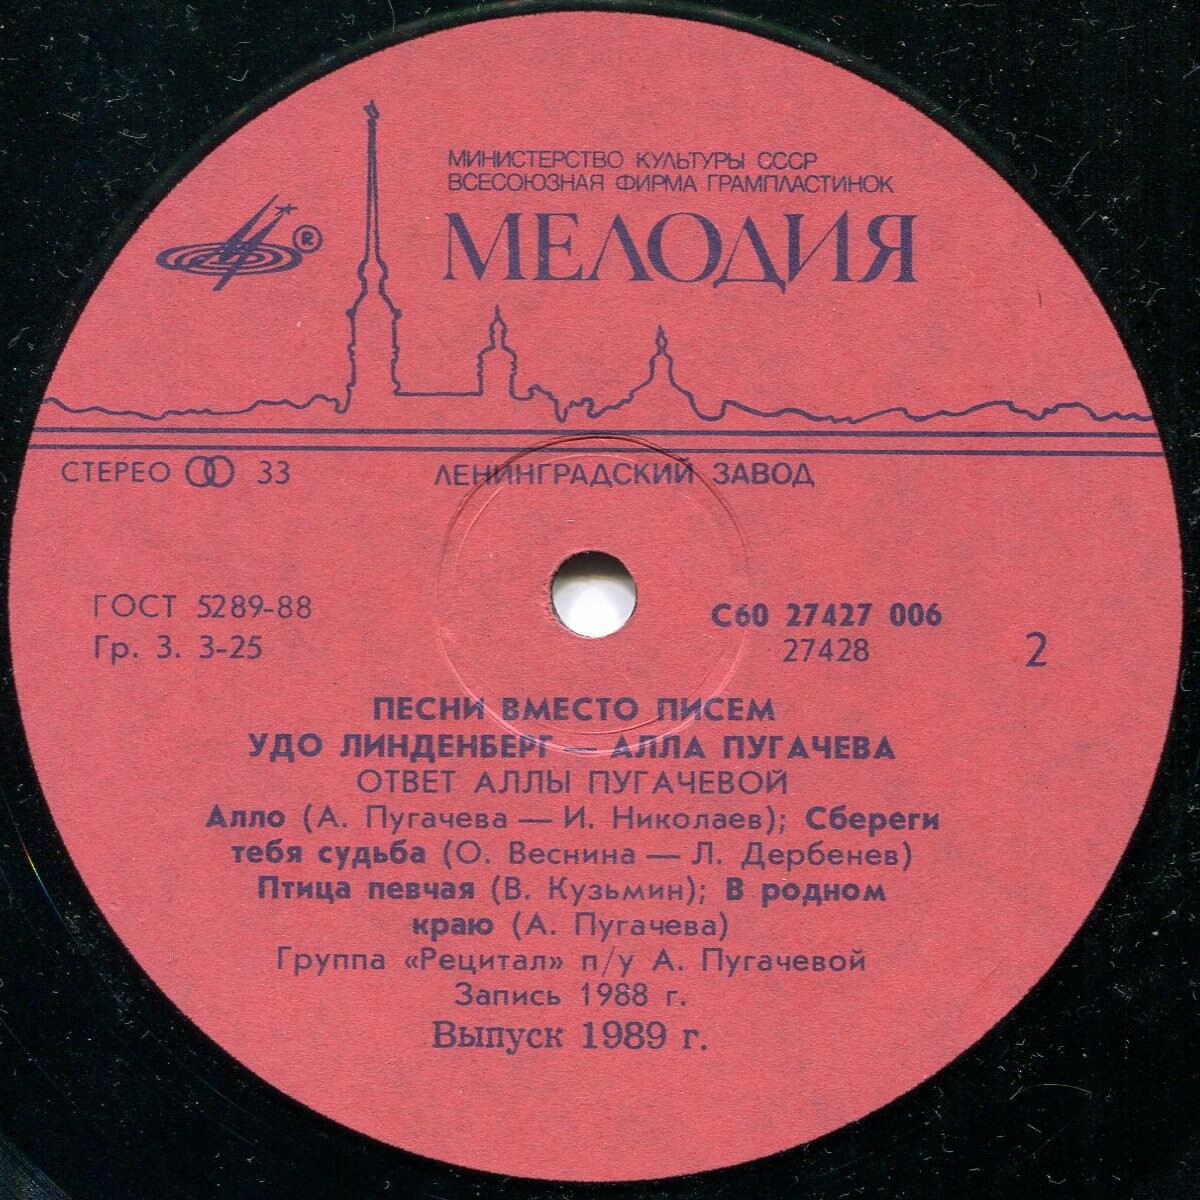 МИНИСТЕРСТВО КУЛЬТУРЫ СССР
ВСЕСОЮЗНАЯ ФИРМА ГРАМПЛАСТИНОК
МЕЛОДИЯ
®
СТЕРЕО 33
ЛЕНИНГРАДСКИЙ ЗАВОД
ГОСТ 5289-88
Гр. 3. 3-25
С60 27427 006
27428
2
ПЕСНИ ВМЕСТО ПИСЕМ
УДО ЛИНДЕНБЕРГ — АЛЛА ПУГАЧЕВА
ОТВЕТ АЛЛЫ ПУГАЧЕВОЙ
Алло (А. Пугачева — И. Николаев); Сбереги
тебя судьба (О. Веснина — Л. Дербенев)
Птица певчая (В. Кузьмин); В родном
краю (А. Пугачева)
Группа «Рецитал» п/у А. Пугачевой
Запись 1988 г.
Выпуск 1989 г.